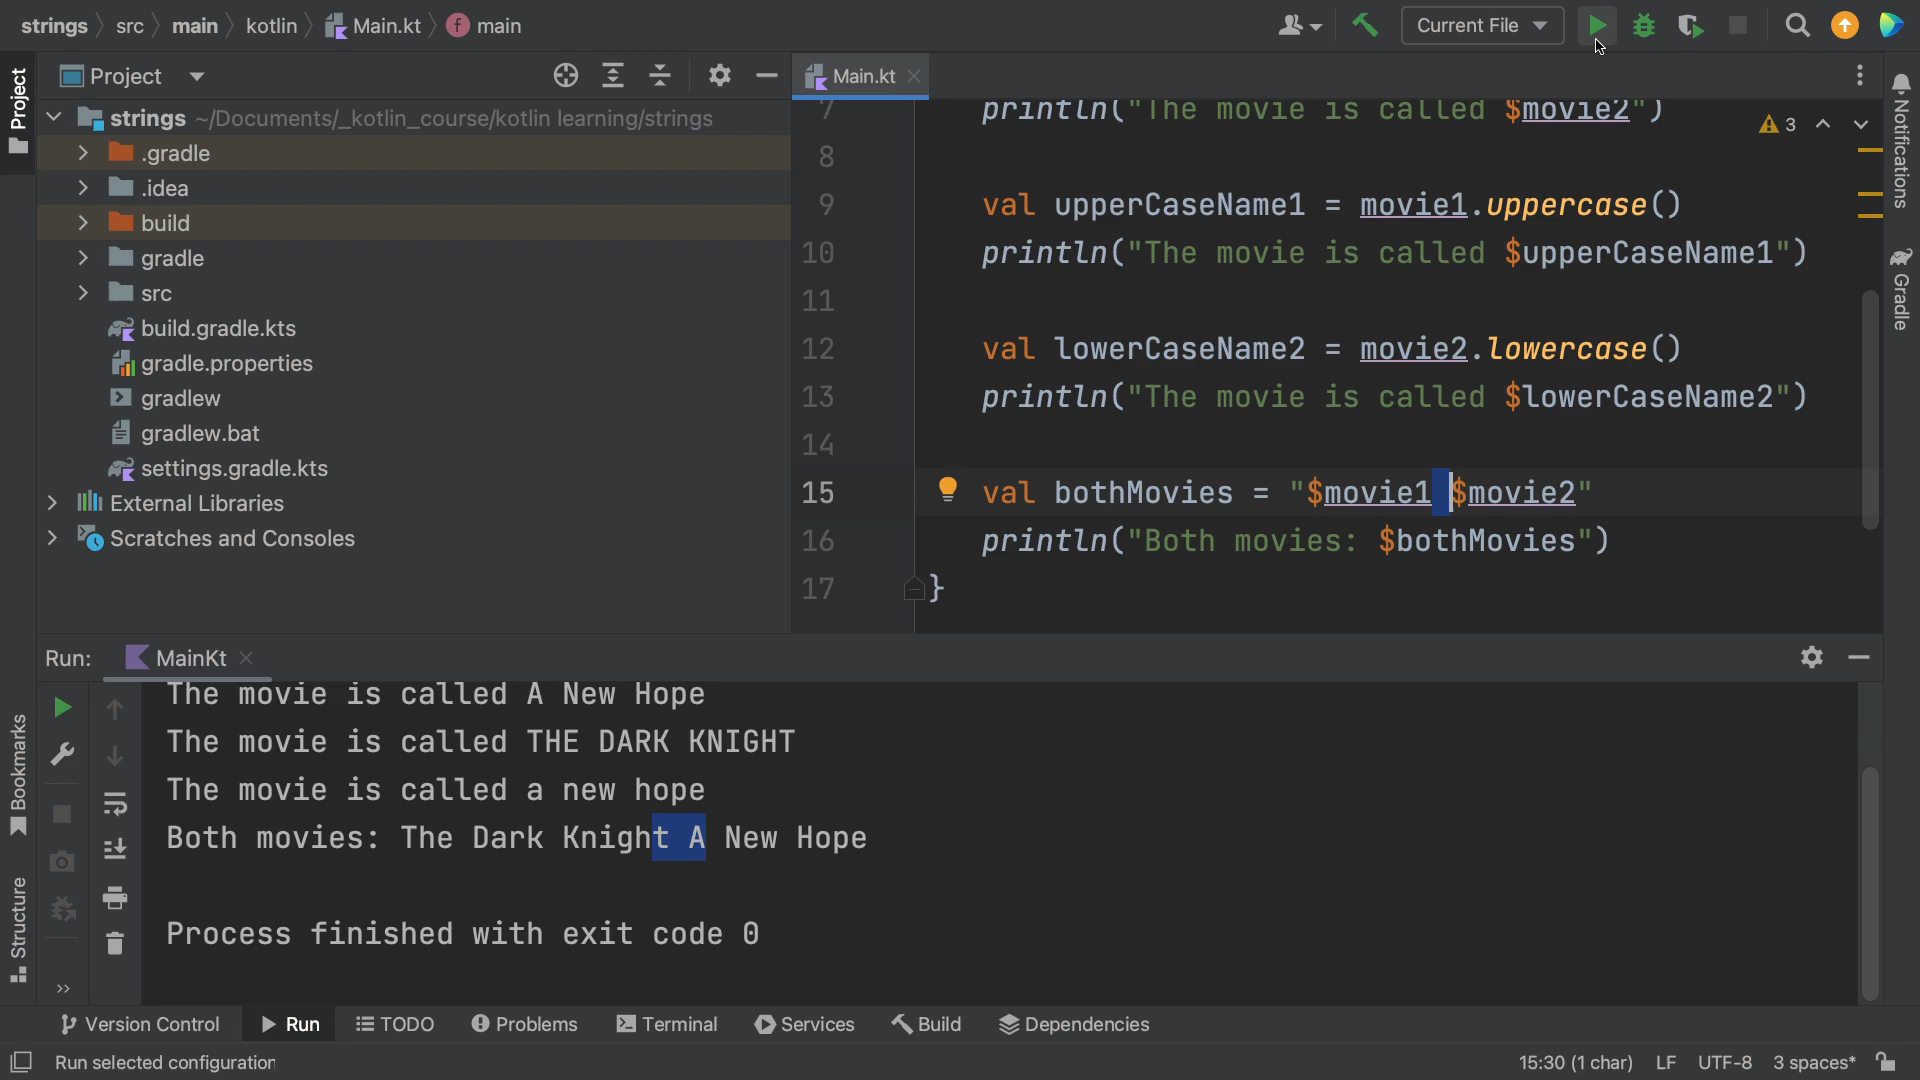 strings src main kotlin Main.kt f main Current File
Project Main.kt
Project
strings ~/Documents/_kotlin_course/kotlin learning/strings
.gradle
.idea
build
gradle
src
build.gradle.kts
gradle.properties
gradlew
gradlew.bat
settings.gradle.kts
External Libraries
Scratches and Consoles
3
7 println("The movie is called $movie2")
8
9 val upperCaseName1 = movie1.uppercase()
10 println("The movie is called $upperCaseName1")
11
12 val lowerCaseName2 = movie2.lowercase()
13 println("The movie is called $lowerCaseName2")
14
15 val bothMovies = "$movie1 $movie2"
16 println("Both movies: $bothMovies")
17 }
Notifications
Gradle
Run: MainKt
The movie is called A New Hope
The movie is called THE DARK KNIGHT
The movie is called a new hope
Both movies: The Dark Knight A New Hope
Process finished with exit code 0
Bookmarks
Structure
Version Control Run TODO Problems Terminal Services Build Dependencies
Run selected configuration 15:30 (1 char) LF UTF-8 3 spaces*